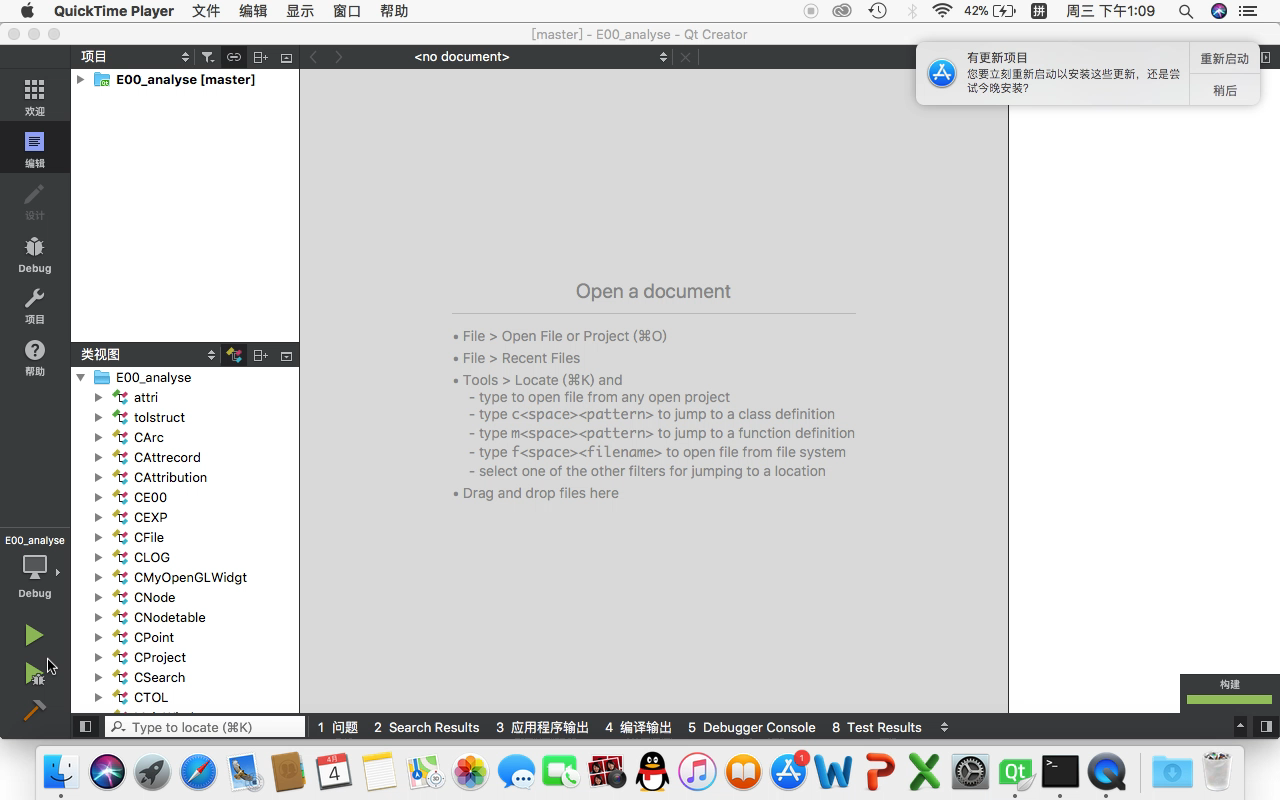 QuickTime Player 文件 编辑 显示 窗口 帮助 42% 拼 周三 下午1:09
[master] - E00_analyse - Qt Creator
项目 <no document>
有更新项目
您要立刻重新启动以安装这些更新，还是尝
试今晚安装？
重新启动
稍后
欢迎
编辑
设计
Debug
项目
帮助
E00_analyse
Debug
E00_analyse [master]
类视图
E00_analyse
attri
tolstruct
CArc
CAttrecord
CAttribution
CE00
CEXP
CFile
CLOG
CMyOpenGLWidgt
CNode
CNodetable
CPoint
CProject
CSearch
CTOL
Open a document
• File > Open File or Project (⌘O)
• File > Recent Files
• Tools > Locate (⌘K) and
- type to open file from any open project
- type c<space><pattern> to jump to a class definition
- type m<space><pattern> to jump to a function definition
- type f<space><filename> to open file from file system
- select one of the other filters for jumping to a location
• Drag and drop files here
构建
Type to locate (⌘K) 1 问题 2 Search Results 3 应用程序输出 4 编译输出 5 Debugger Console 8 Test Results
4月
4
1
Qt
>_